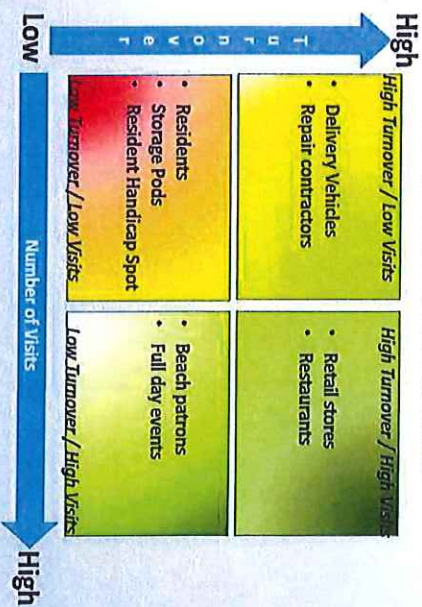 High
Turnover
Low
High Turnover / Low Visits
• Delivery Vehicles
• Repair contractors
High Turnover / High Visits
• Retail stores
• Restaurants
• Residents
• Storage Pods
• Resident Handicap Spot
Low Turnover / Low Visits
• Beach patrons
• Full day events
Low Turnover / High Visits
Number of Visits
High